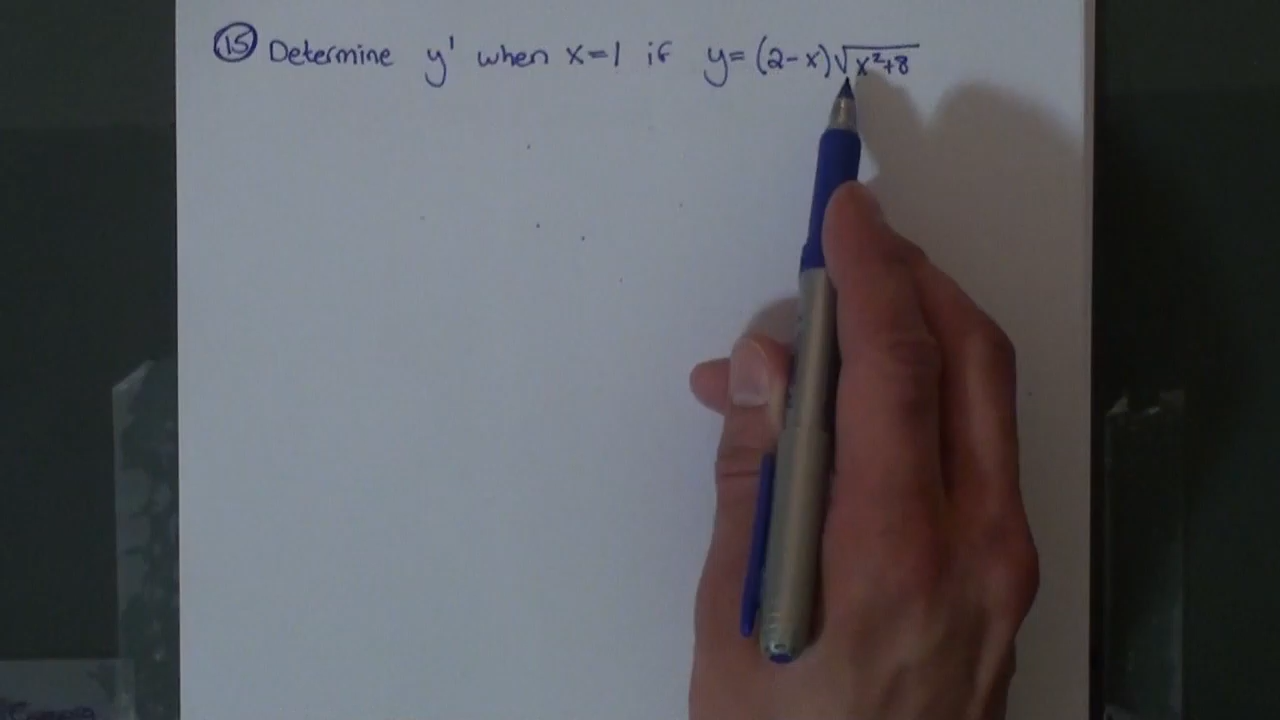 15 Determine y' when x=1 if y=(2-x)√x²+8